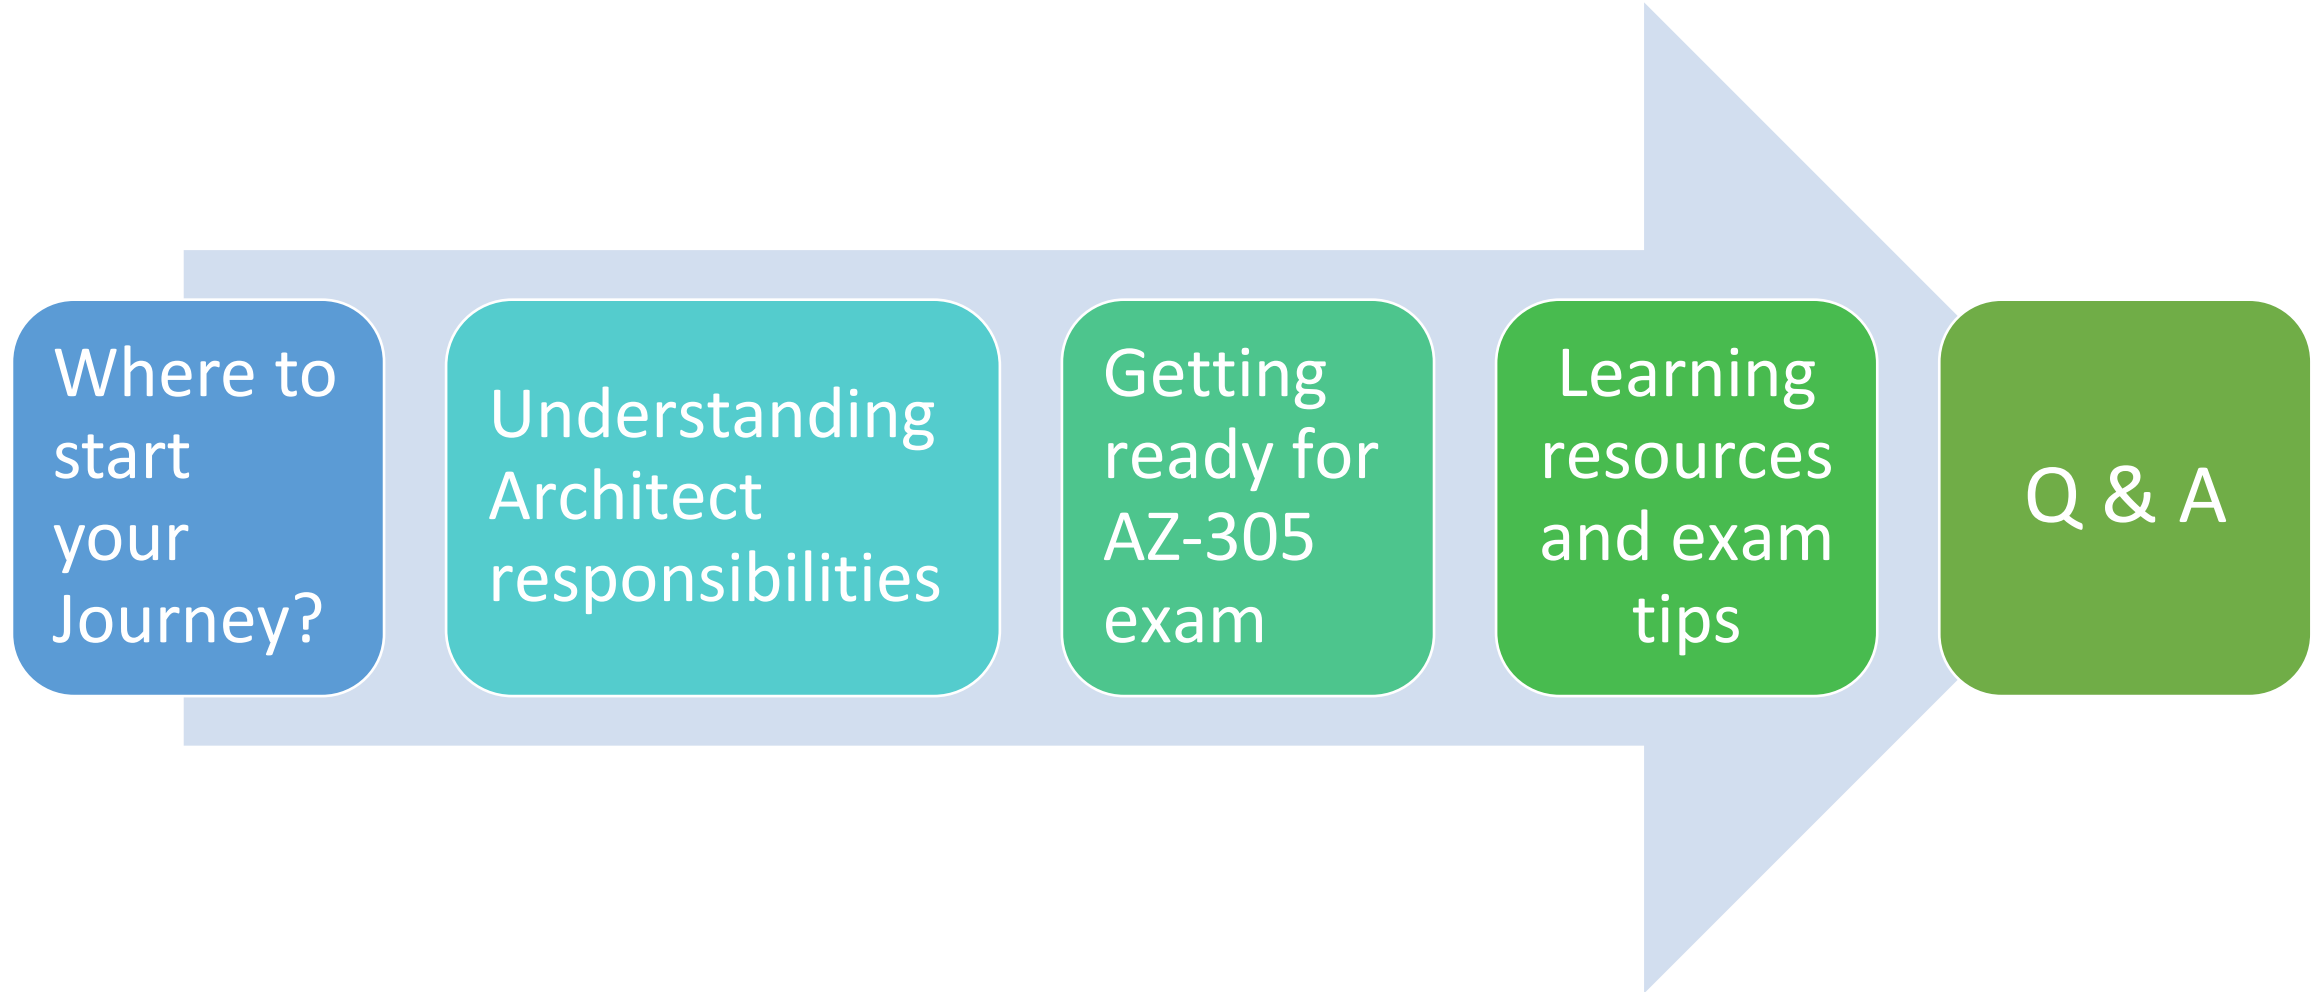 Where to
start
your
Journey?
Understanding
Architect
responsibilities
Getting
ready for
AZ-305
exam
Learning
resources
and exam
tips
Q & A